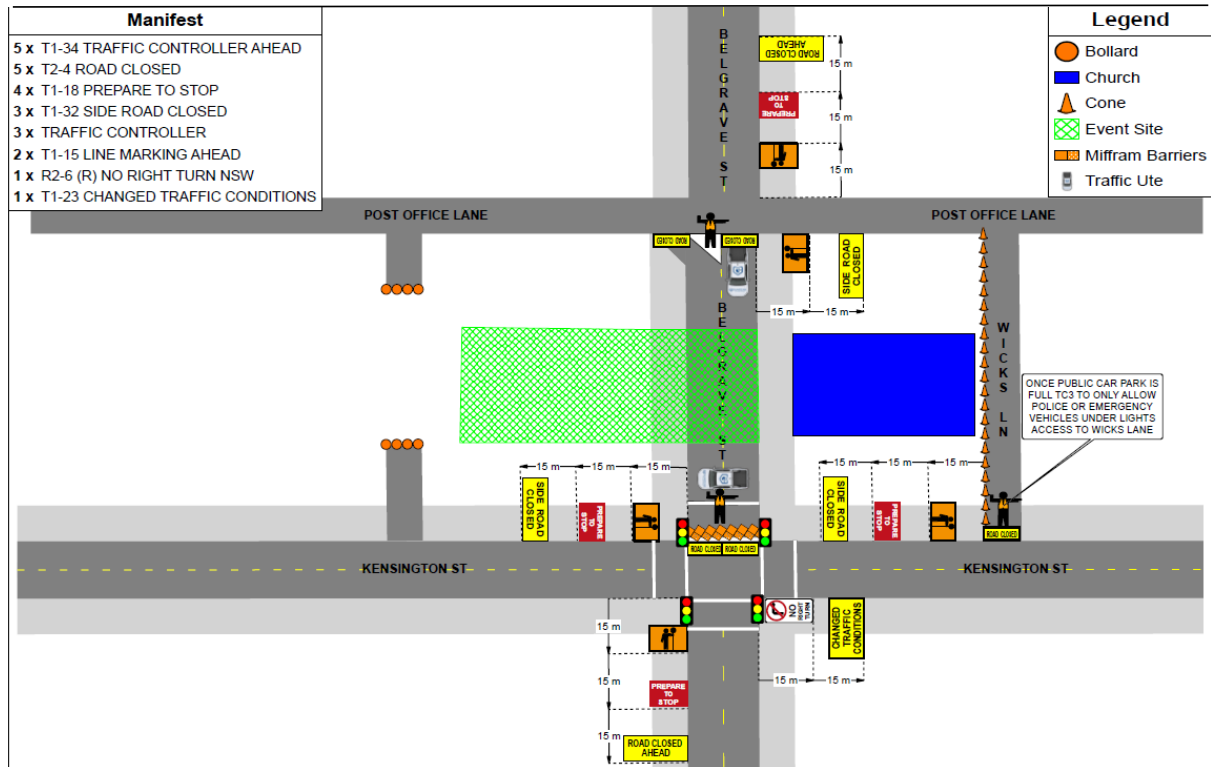 Manifest
5 x T1-34 TRAFFIC CONTROLLER AHEAD
5 x T2-4 ROAD CLOSED
4 x T1-18 PREPARE TO STOP
3 x T1-32 SIDE ROAD CLOSED
3 x TRAFFIC CONTROLLER
2 x T1-15 LINE MARKING AHEAD
1 x R2-6 (R) NO RIGHT TURN NSW
1 x T1-23 CHANGED TRAFFIC CONDITIONS
Legend
Bollard
Church
Cone
Event Site
Miffram Barriers
Traffic Ute
BELGRAVE ST
ROAD CLOSED
AHEAD
15 m
PREPARE
TO
STOP
15 m
15 m
POST OFFICE LANE
POST OFFICE LANE
ROAD CLOSED
ROAD CLOSED
SIDE ROAD
CLOSED
15 m
15 m
BELGRAVE ST
WICKS LN
ONCE PUBLIC CAR PARK IS
FULL TC3 TO ONLY ALLOW
POLICE OR EMERGENCY
VEHICLES UNDER LIGHTS
ACCESS TO WICKS LANE
15 m
15 m
15 m
SIDE ROAD
CLOSED
PREPARE
TO
STOP
15 m
15 m
15 m
SIDE ROAD
CLOSED
PREPARE
TO
STOP
ROAD CLOSED
ROAD CLOSED
ROAD CLOSED
KENSINGTON ST
KENSINGTON ST
NO
RIGHT
TURN
CHANGED
TRAFFIC
CONDITIONS
15 m
15 m
15 m
PREPARE
TO
STOP
15 m
15 m
ROAD CLOSED
AHEAD